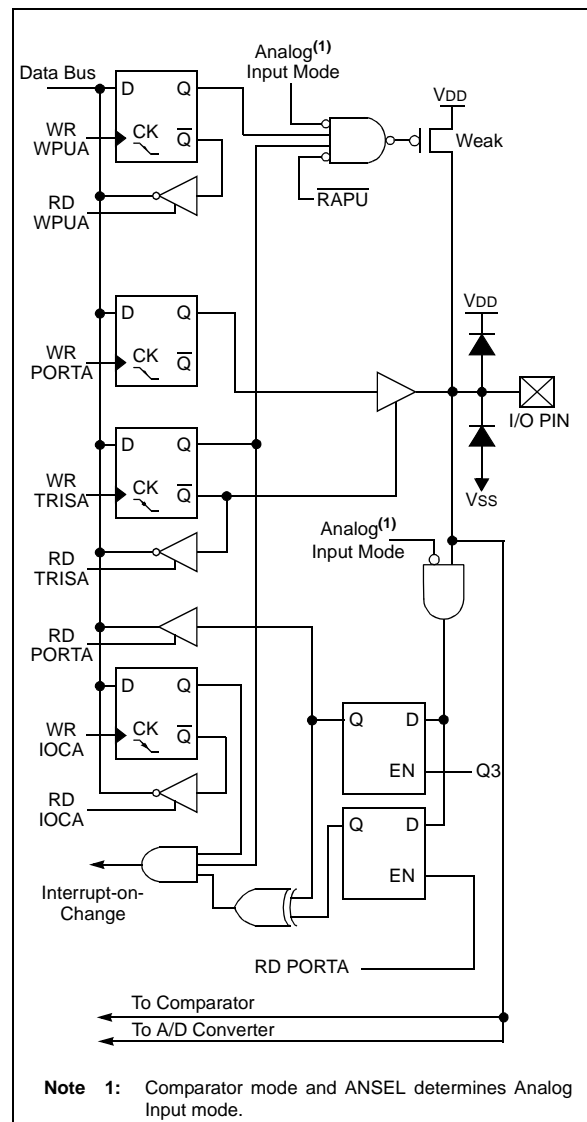 Analog(1)
Input Mode
Data Bus
VDD
D Q
WR
WPUA
CK Q
Weak
RD
WPUA
RAPU
VDD
D Q
WR
PORTA
CK Q
I/O PIN
D Q
WR
TRISA
CK Q
VSS
Analog(1)
Input Mode
RD
TRISA
RD
PORTA
D Q
Q D
WR
IOCA
CK Q
EN
Q3
RD
IOCA
Q D
EN
Interrupt-on-
Change
RD PORTA
To Comparator
To A/D Converter
Note 1: Comparator mode and ANSEL determines Analog
Input mode.